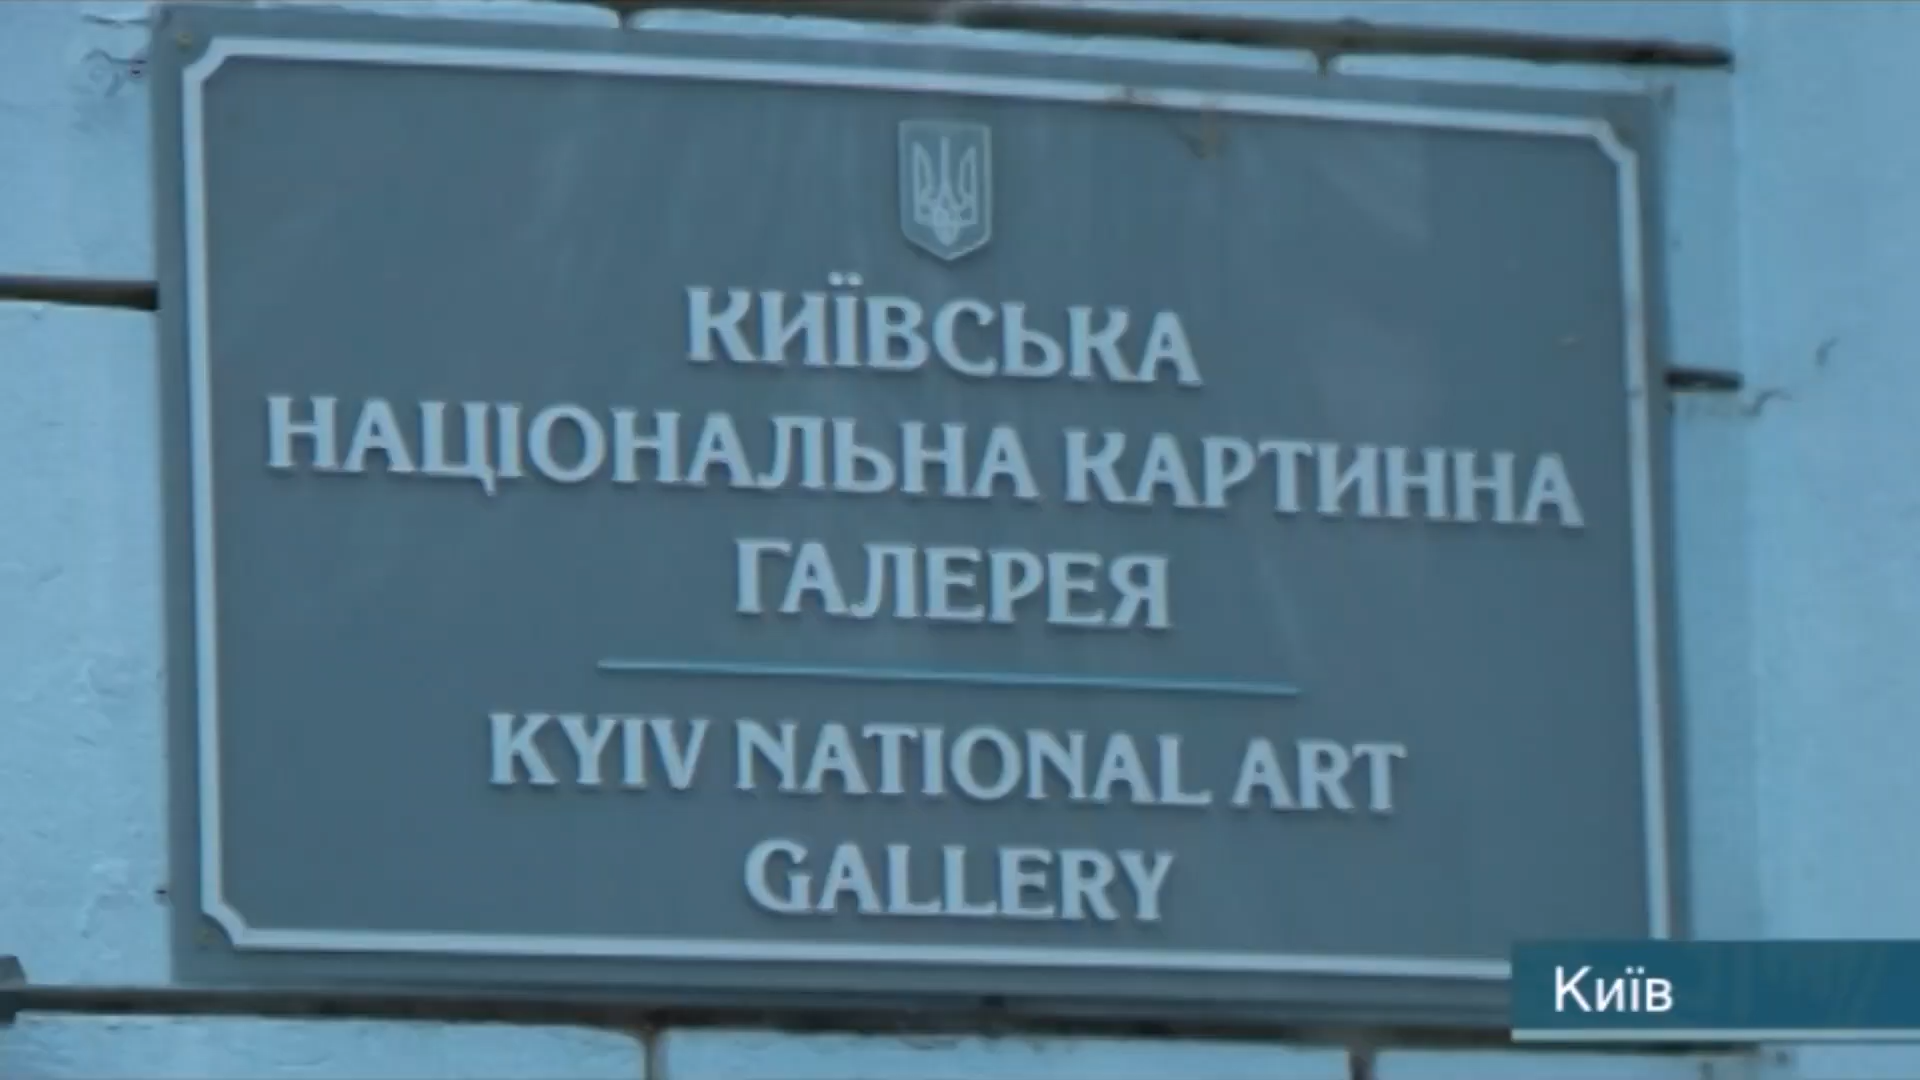 КИЇВСЬКА
НАЦІОНАЛЬНА КАРТИННА
ГАЛЕРЕЯ
KYIV NATIONAL ART
GALLERY
Київ